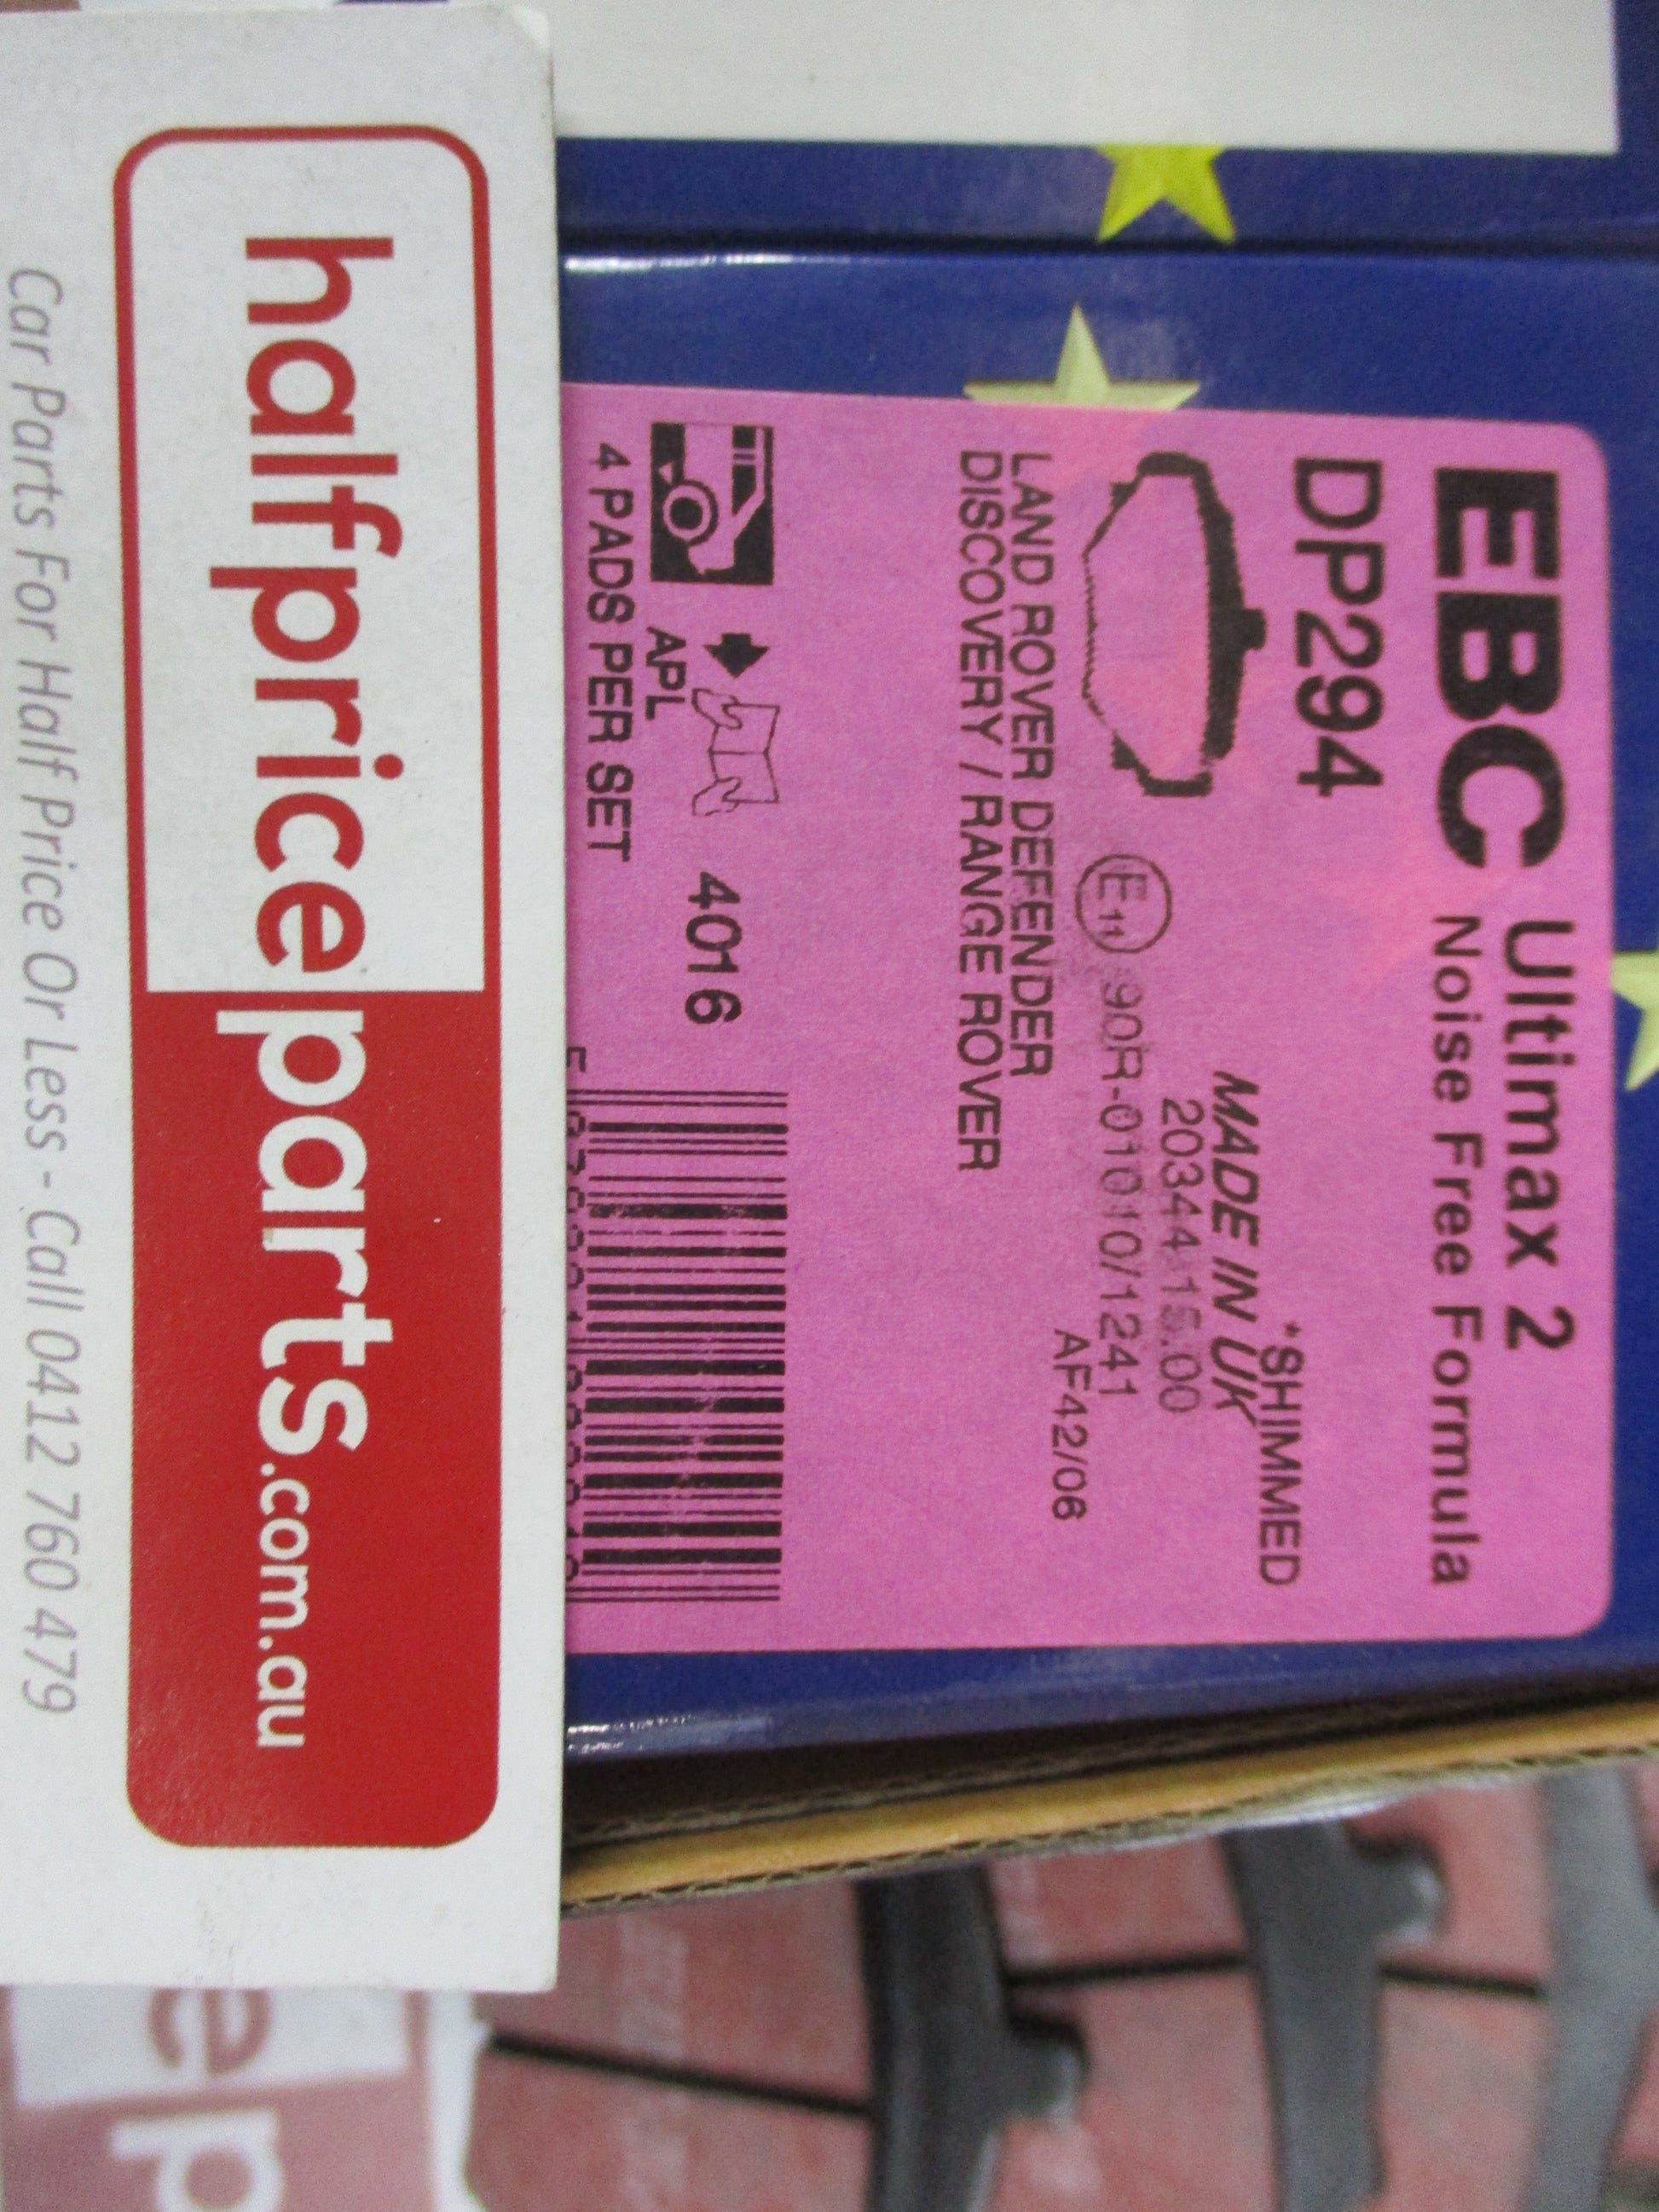 EBC Ultimax 2
Noise Free Formula
DP294
*SHIMMED
MADE IN UK
20344 15.00
E11 90R-01010/1241
AF42/06
LAND ROVER DEFENDER
DISCOVERY / RANGE ROVER
4016
APL
4 PADS PER SET
halfpriceparts.com.au
Car Parts For Half Price Or Less - Call 0412 760 479
ep